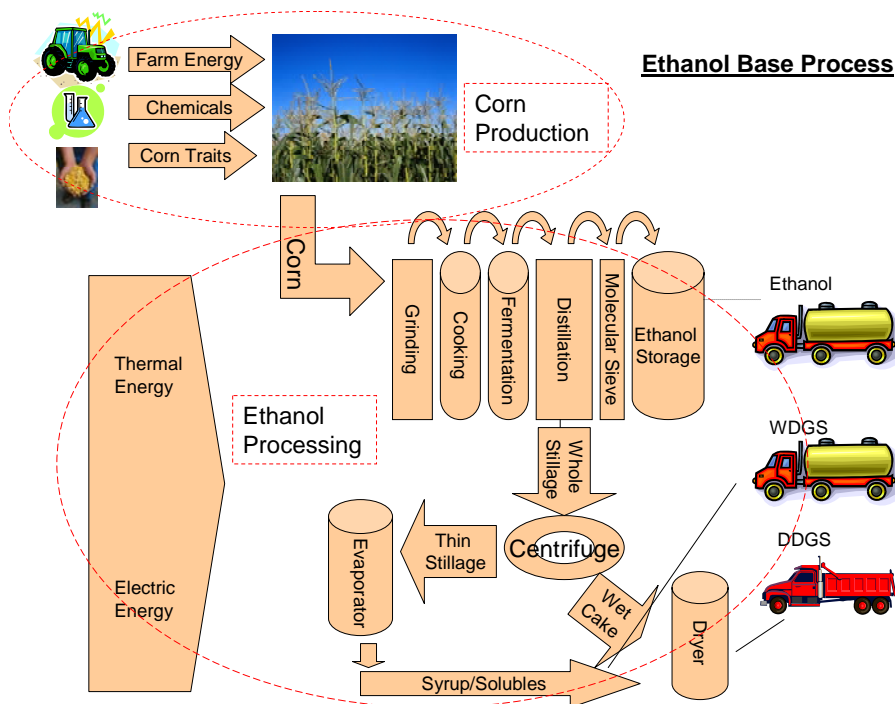 Ethanol Base Process
Farm Energy
Chemicals
Corn Traits
Corn
Production
Corn
Grinding
Cooking
Fermentation
Distillation
Molecular Sieve
Ethanol
Storage
Ethanol
Thermal
Energy
Ethanol
Processing
Electric
Energy
Whole
Stillage
WDGS
Centrifuge
Thin
Stillage
Evaporator
Wet
Cake
Dryer
DDGS
Syrup/Solubles